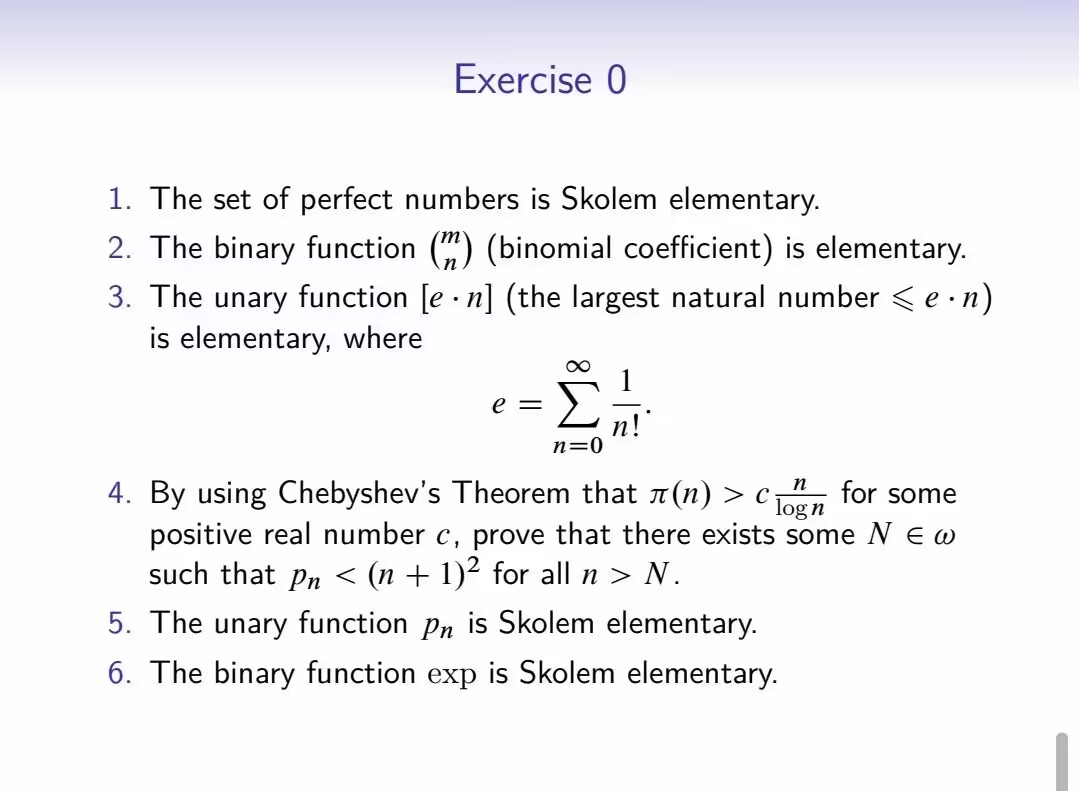 Exercise 0
1. The set of perfect numbers is Skolem elementary.
2. The binary function $\binom{m}{n}$ (binomial coefficient) is elementary.
3. The unary function $[e \cdot n]$ (the largest natural number $\leqslant e \cdot n$)
is elementary, where
$e = \sum_{n=0}^{\infty} \frac{1}{n!}.$
4. By using Chebyshev's Theorem that $\pi(n) > c \frac{n}{\log n}$ for some
positive real number $c$, prove that there exists some $N \in \omega$
such that $p_n < (n + 1)^2$ for all $n > N$.
5. The unary function $p_n$ is Skolem elementary.
6. The binary function exp is Skolem elementary.